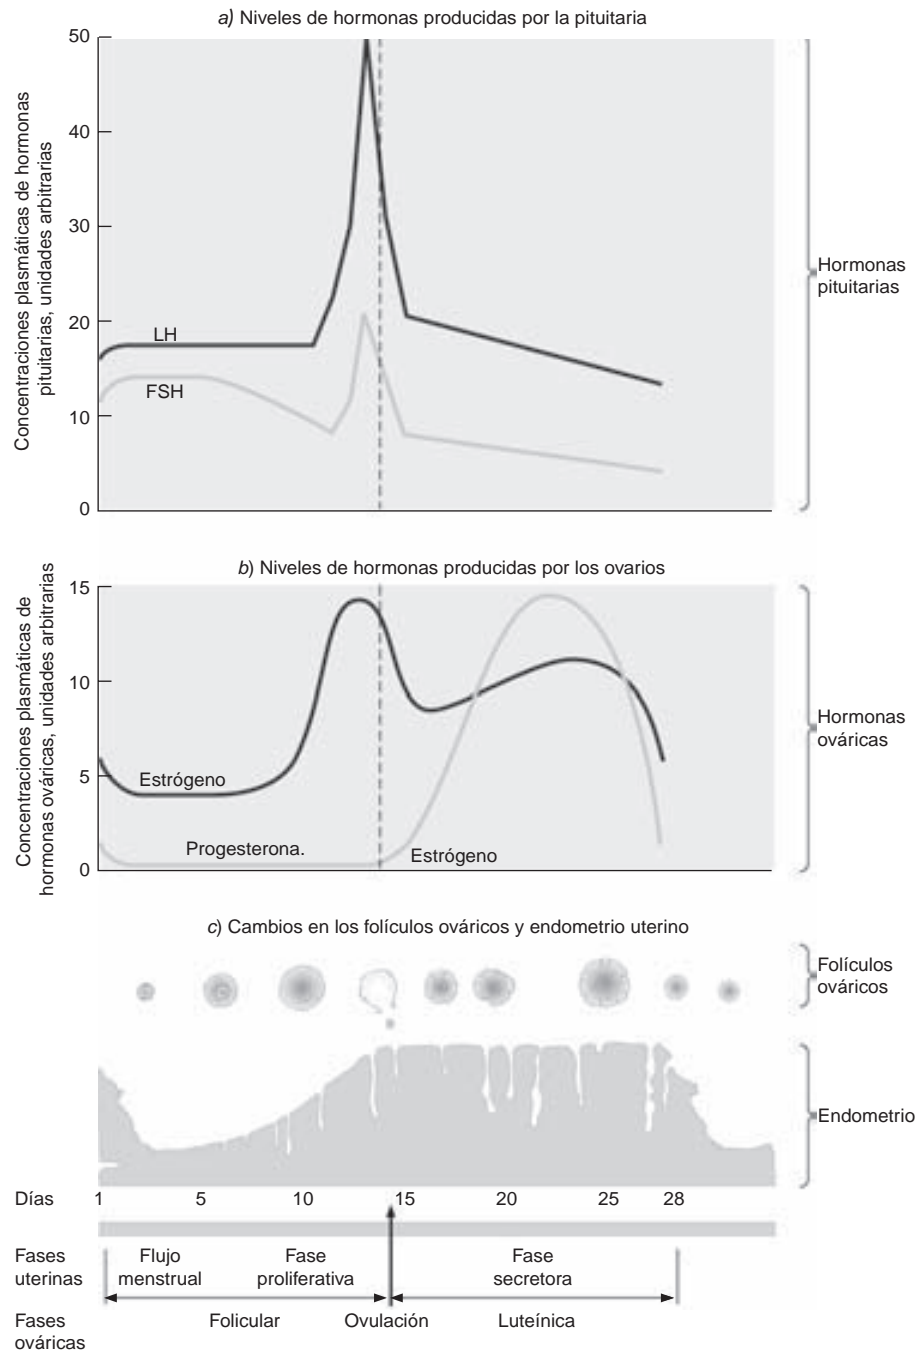 a) Niveles de hormonas producidas por la pituitaria
Concentraciones plasmáticas de hormonas
pituitarias, unidades arbitrarias
50
40
30
20
10
0
LH
FSH
Hormonas
pituitarias
b) Niveles de hormonas producidas por los ovarios
Concentraciones plasmáticas de
hormonas ováricas, unidades arbitrarias
15
10
5
0
Estrógeno
Progesterona.
Estrógeno
Hormonas
ováricas
c) Cambios en los folículos ováricos y endometrio uterino
Folículos
ováricos
Endometrio
Días
1 5 10 15 20 25 28
Fases
uterinas
Flujo
menstrual
Fase
proliferativa
Fase
secretora
Fases
ováricas
Folicular
Ovulación
Luteínica